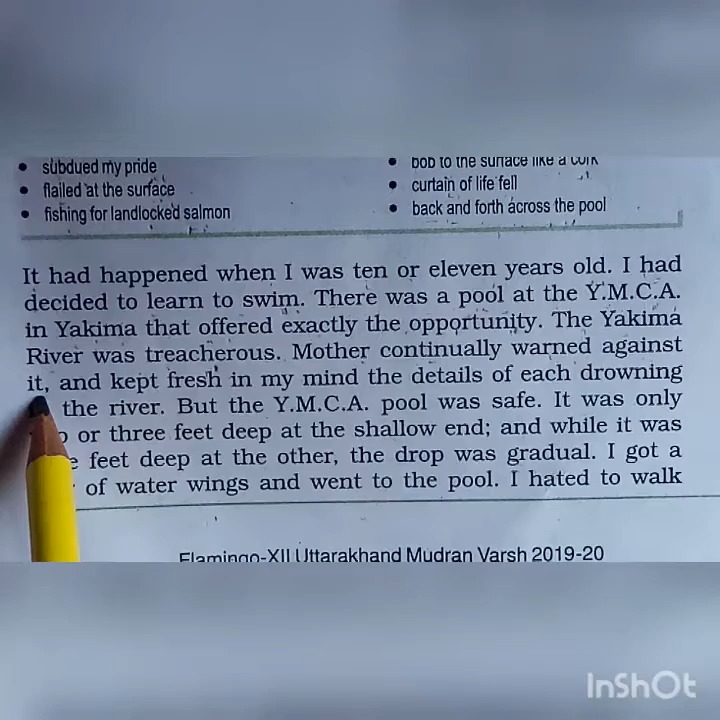 • subdued my pride
• flailed at the surface
• fishing for landlocked salmon
• bob to the surface like a cork
• curtain of life fell
• back and forth across the pool
It had happened when I was ten or eleven years old. I had
decided to learn to swim. There was a pool at the Y.M.C.A.
in Yakima that offered exactly the opportunity. The Yakima
River was treacherous. Mother continually warned against
it, and kept fresh in my mind the details of each drowning
the river. But the Y.M.C.A. pool was safe. It was only
or three feet deep at the shallow end; and while it was
feet deep at the other, the drop was gradual. I got a
of water wings and went to the pool. I hated to walk
Flamingo-XII Uttarakhand Mudran Varsh 2019-20
InShOt